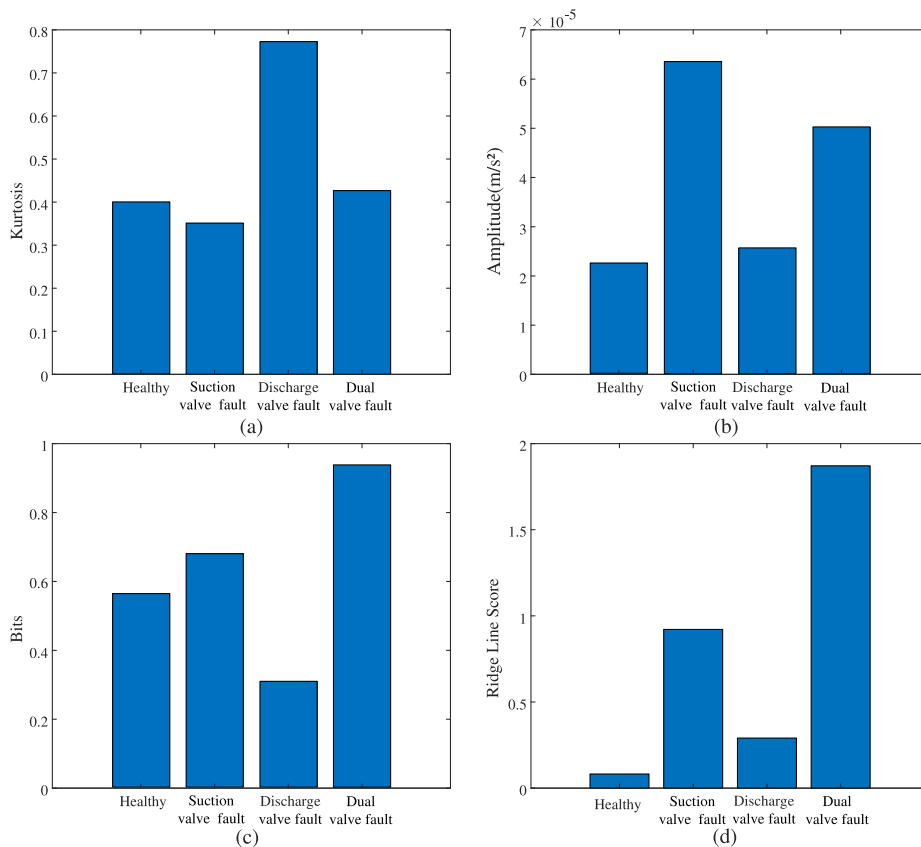 0.8
0.7
0.6
0.5
0.4
0.3
0.2
0.1
0
Kurtosis
Healthy
Suction
valve fault
Discharge
valve fault
Dual
valve fault
(a)
7 × 10-5
6
5
4
3
2
1
0
Amplitude(m/s²)
Healthy
Suction
valve fault
Discharge
valve fault
Dual
valve fault
(b)
1
0.8
0.6
0.4
0.2
0
Bits
Healthy
Suction
valve fault
Discharge
valve fault
Dual
valve fault
(c)
2
1.5
1
0.5
0
Ridge Line Score
Healthy
Suction
valve fault
Discharge
valve fault
Dual
valve fault
(d)